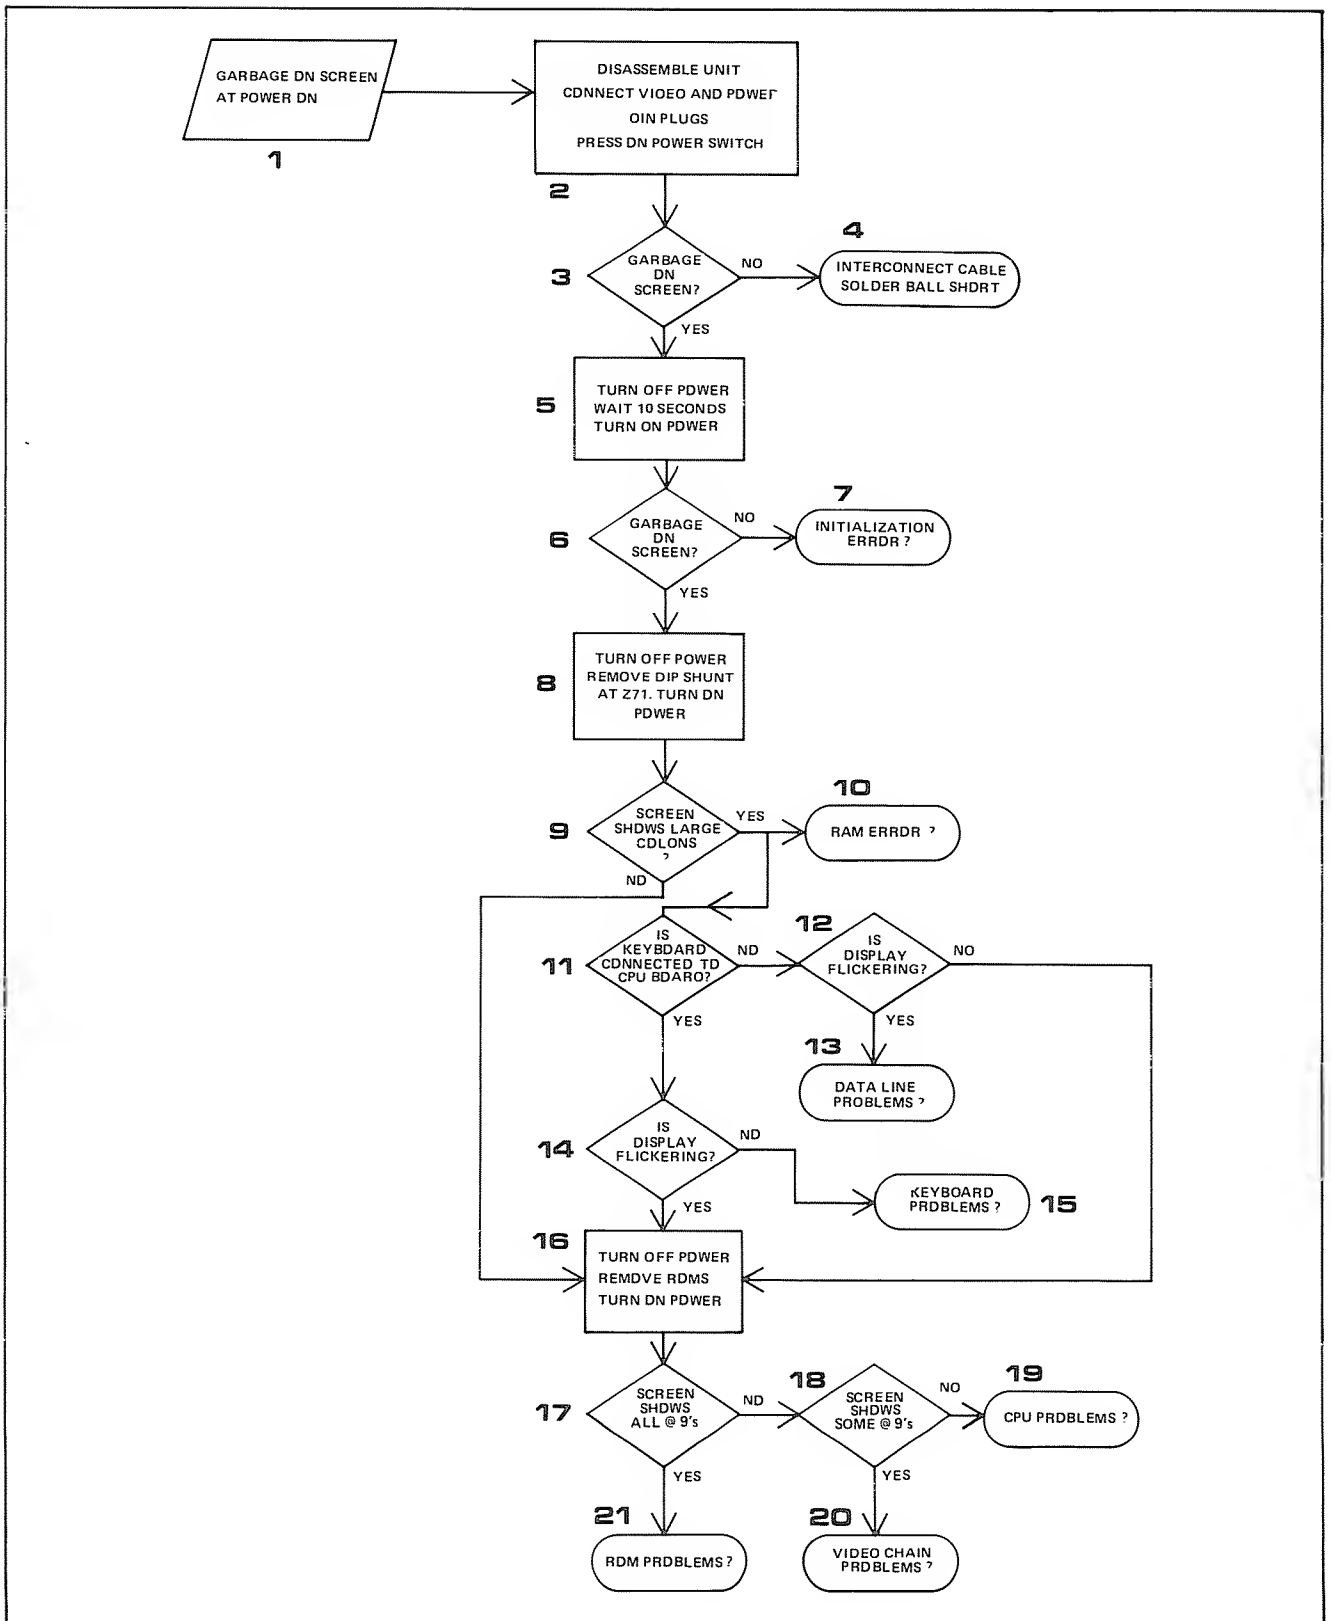 GARBAGE DN SCREEN
AT POWER DN
1
DISASSEMBLE UNIT
CDNNECT VIOEO AND PDWER
OIN PLUGS
PRESS DN POWER SWITCH
2
3
GARBAGE
DN
SCREEN?
NO
YES
4
INTERCONNECT CABLE
SOLDER BALL SHDRT
5
TURN OFF PDWER
WAIT 10 SECONDS
TURN ON PDWER
6
GARBAGE
DN
SCREEN?
NO
YES
7
INITIALIZATION
ERRDR ?
8
TURN OFF POWER
REMOVE DIP SHUNT
AT Z71. TURN DN
PDWER
9
SCREEN
SHDWS LARGE
CDLONS
?
YES
ND
10
RAM ERRDR ?
11
IS
KEYBDARD
CDNNECTED TD
CPU BDARO?
ND
YES
12
IS
DISPLAY
FLICKERING?
NO
YES
13
DATA LINE
PROBLEMS ?
14
IS
DISPLAY
FLICKERING?
ND
YES
KEYBOARD
PRDBLEMS ?
15
16
TURN OFF PDWER
REMDVE RDMS
TURN DN PDWER
17
SCREEN
SHDWS
ALL @ 9's
ND
YES
18
SCREEN
SHDWS
SOME @ 9's
NO
YES
19
CPU PRDBLEMS ?
21
RDM PRDBLEMS ?
20
VIDEO CHAIN
PRDBLEMS ?